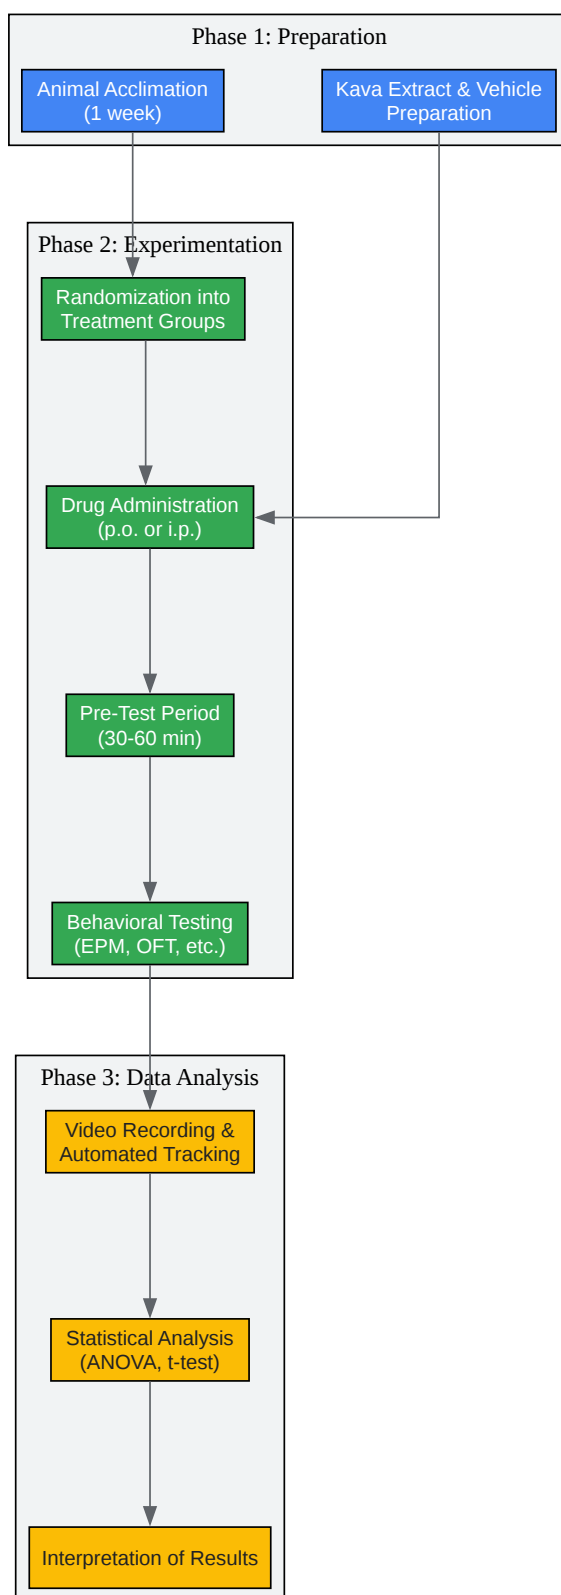 Phase 1: Preparation
Animal Acclimation
(1 week)
Kava Extract & Vehicle
Preparation
Phase 2: Experimentation
Randomization into
Treatment Groups
Drug Administration
(p.o. or i.p.)
Pre-Test Period
(30-60 min)
Behavioral Testing
(EPM, OFT, etc.)
Phase 3: Data Analysis
Video Recording &
Automated Tracking
Statistical Analysis
(ANOVA, t-test)
Interpretation of Results